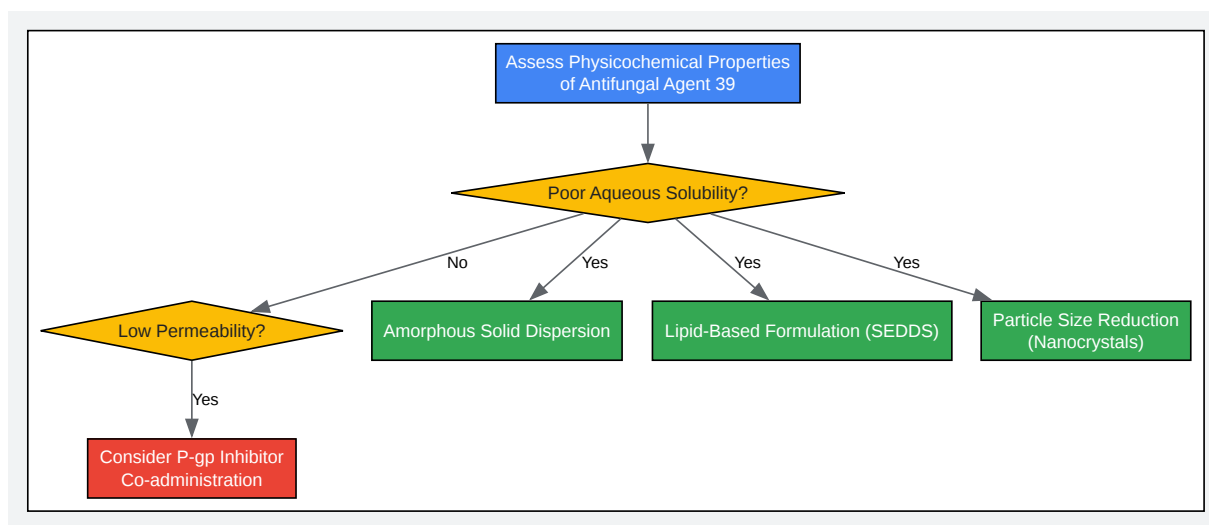 Assess Physicochemical Properties
of Antifungal Agent 39
Poor Aqueous Solubility?
No
Yes
Yes
Yes
Low Permeability?
Amorphous Solid Dispersion
Lipid-Based Formulation (SEDDS)
Particle Size Reduction
(Nanocrystals)
Yes
Consider P-gp Inhibitor
Co-administration